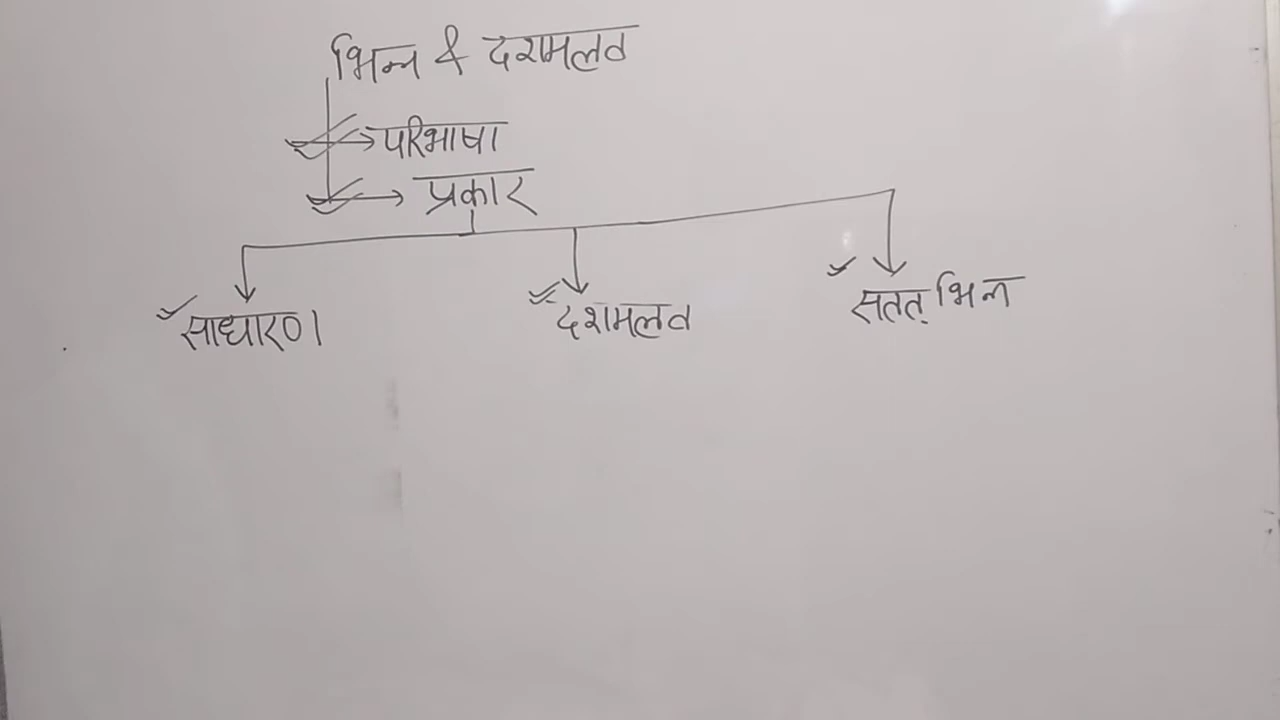 भिन्न & दशमलव
परिभाषा
प्रकार
साधारण
दशमलव
सतत् भिन्न